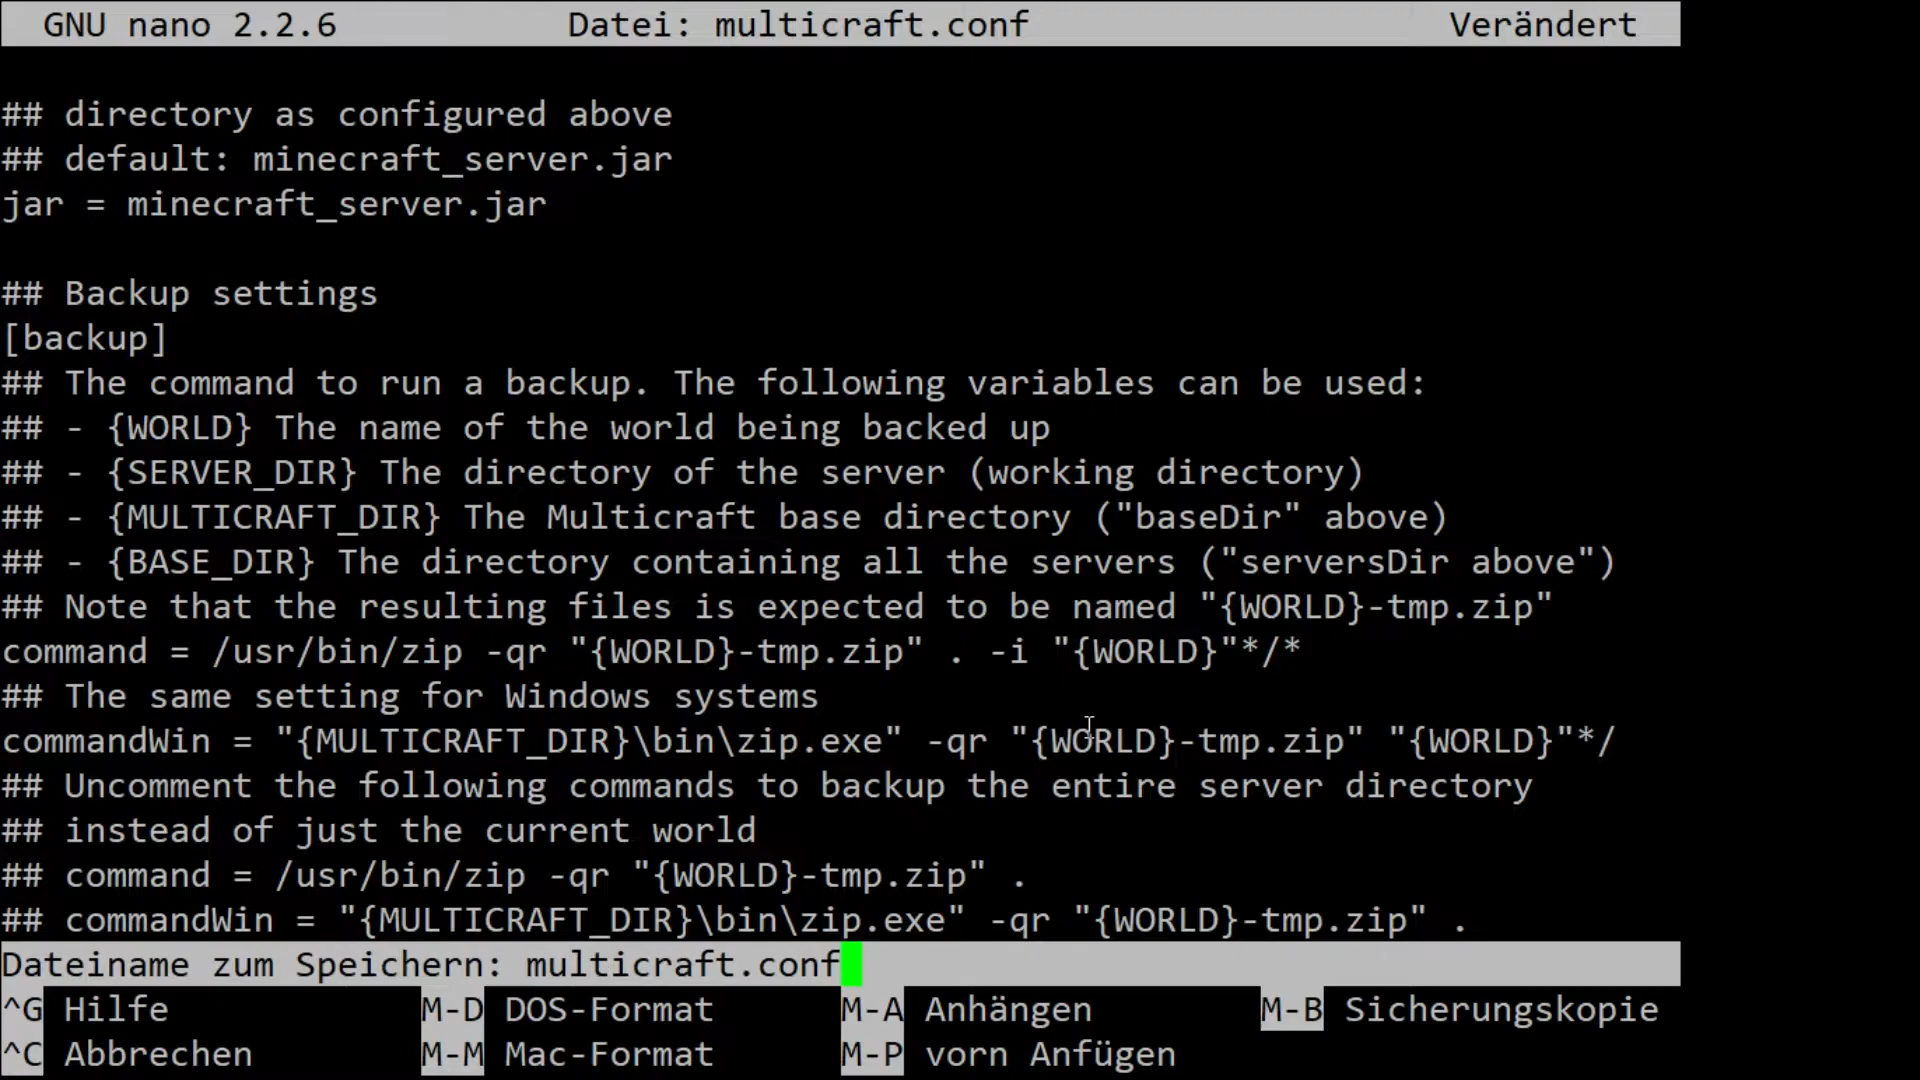 GNU nano 2.2.6 Datei: multicraft.conf Verändert
## directory as configured above
## default: minecraft_server.jar
jar = minecraft_server.jar
## Backup settings
[backup]
## The command to run a backup. The following variables can be used:
## - {WORLD} The name of the world being backed up
## - {SERVER_DIR} The directory of the server (working directory)
## - {MULTICRAFT_DIR} The Multicraft base directory ("baseDir" above)
## - {BASE_DIR} The directory containing all the servers ("serversDir above")
## Note that the resulting files is expected to be named "{WORLD}-tmp.zip"
command = /usr/bin/zip -qr "{WORLD}-tmp.zip" . -i "{WORLD}"*/*
## The same setting for Windows systems
commandWin = "{MULTICRAFT_DIR}\bin\zip.exe" -qr "{WORLD}-tmp.zip" "{WORLD}"*/
## Uncomment the following commands to backup the entire server directory
## instead of just the current world
## command = /usr/bin/zip -qr "{WORLD}-tmp.zip" .
## commandWin = "{MULTICRAFT_DIR}\bin\zip.exe" -qr "{WORLD}-tmp.zip" .
Dateiname zum Speichern: multicraft.conf
^G Hilfe M-D DOS-Format M-A Anhängen M-B Sicherungskopie
^C Abbrechen M-M Mac-Format M-P vorn Anfügen